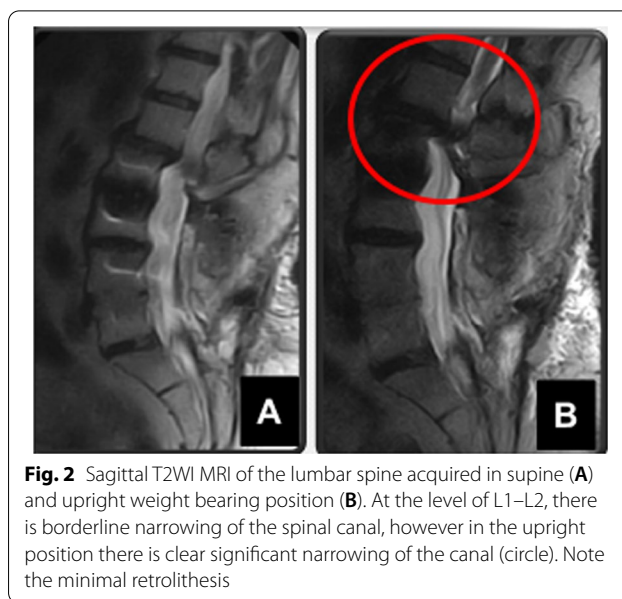 A
B
Fig. 2 Sagittal T2WI MRI of the lumbar spine acquired in supine (A)
and upright weight bearing position (B). At the level of L1–L2, there
is borderline narrowing of the spinal canal, however in the upright
position there is clear significant narrowing of the canal (circle). Note
the minimal retrolithesis